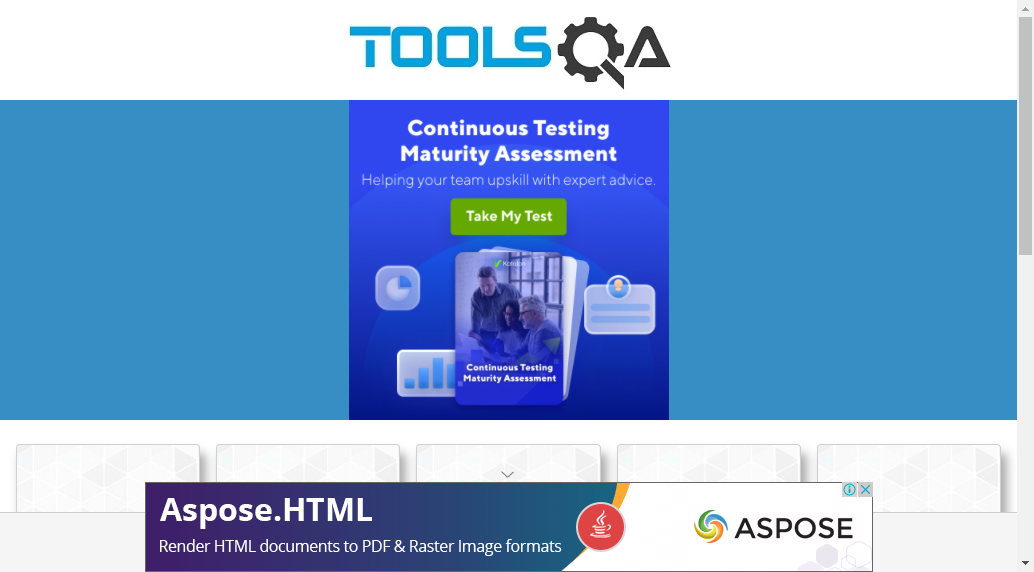 TOOLSQA
Continuous Testing
Maturity Assessment
Helping your team upskill with expert advice.
Take My Test
Continuous Testing
Maturity Assessment
Aspose.HTML
Render HTML documents to PDF & Raster Image formats
ASPOSE